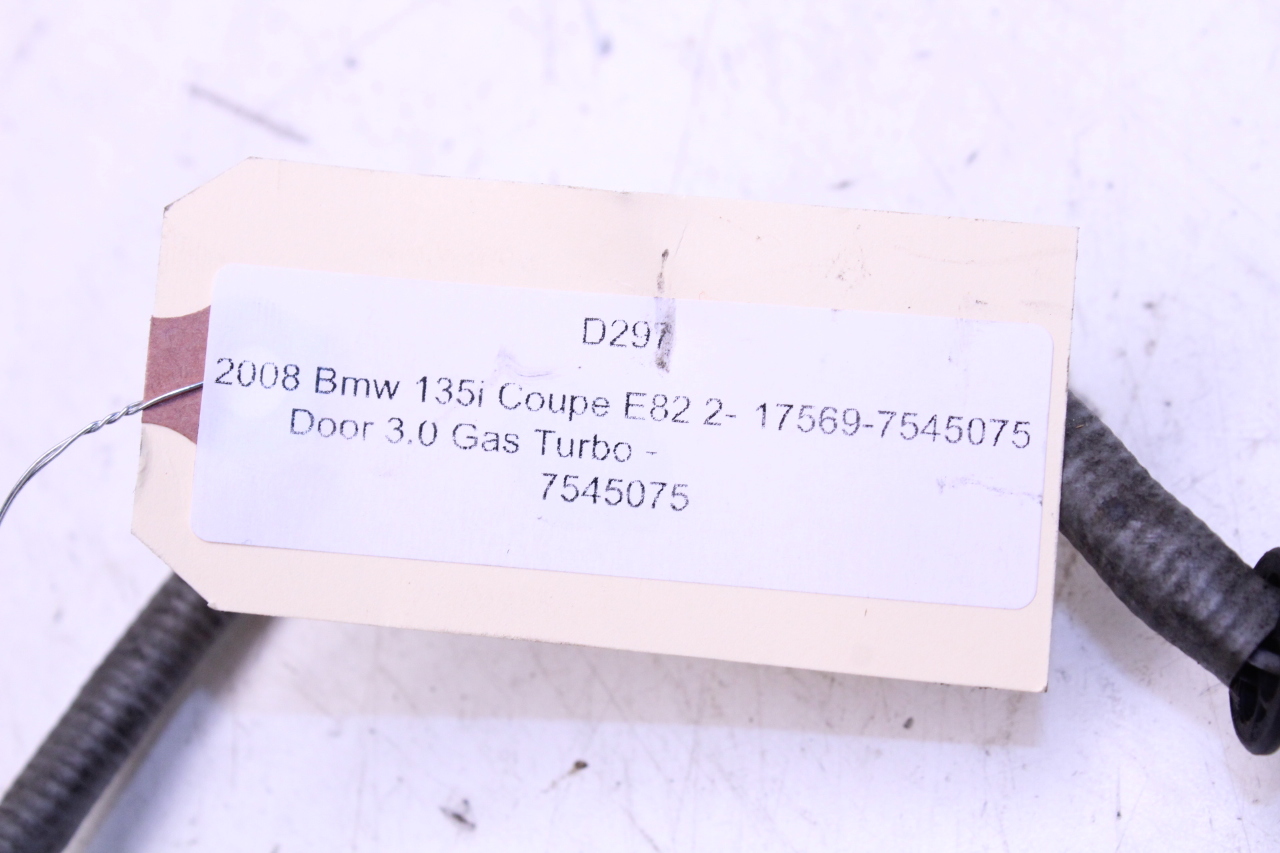 D297
2008 Bmw 135i Coupe E82 2- 17569-7545075
Door 3.0 Gas Turbo -
7545075